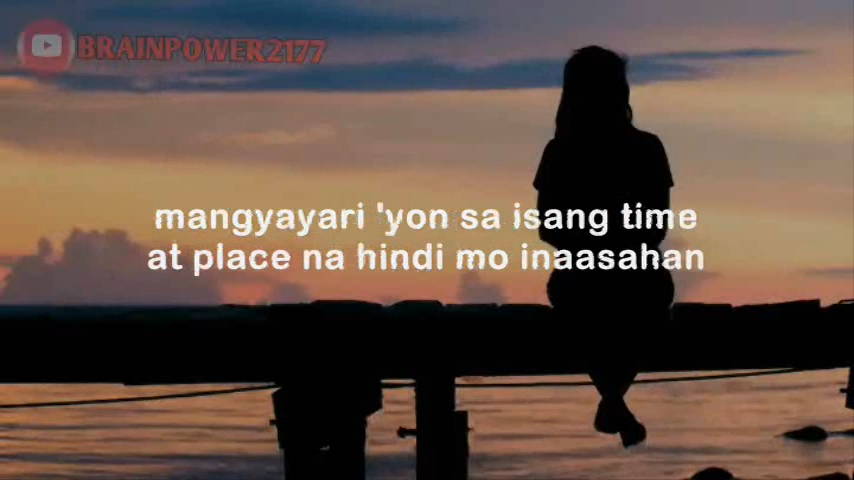 BRAINPOWER2177
mangyayari 'yon sa isang time
at place na hindi mo inaasahan